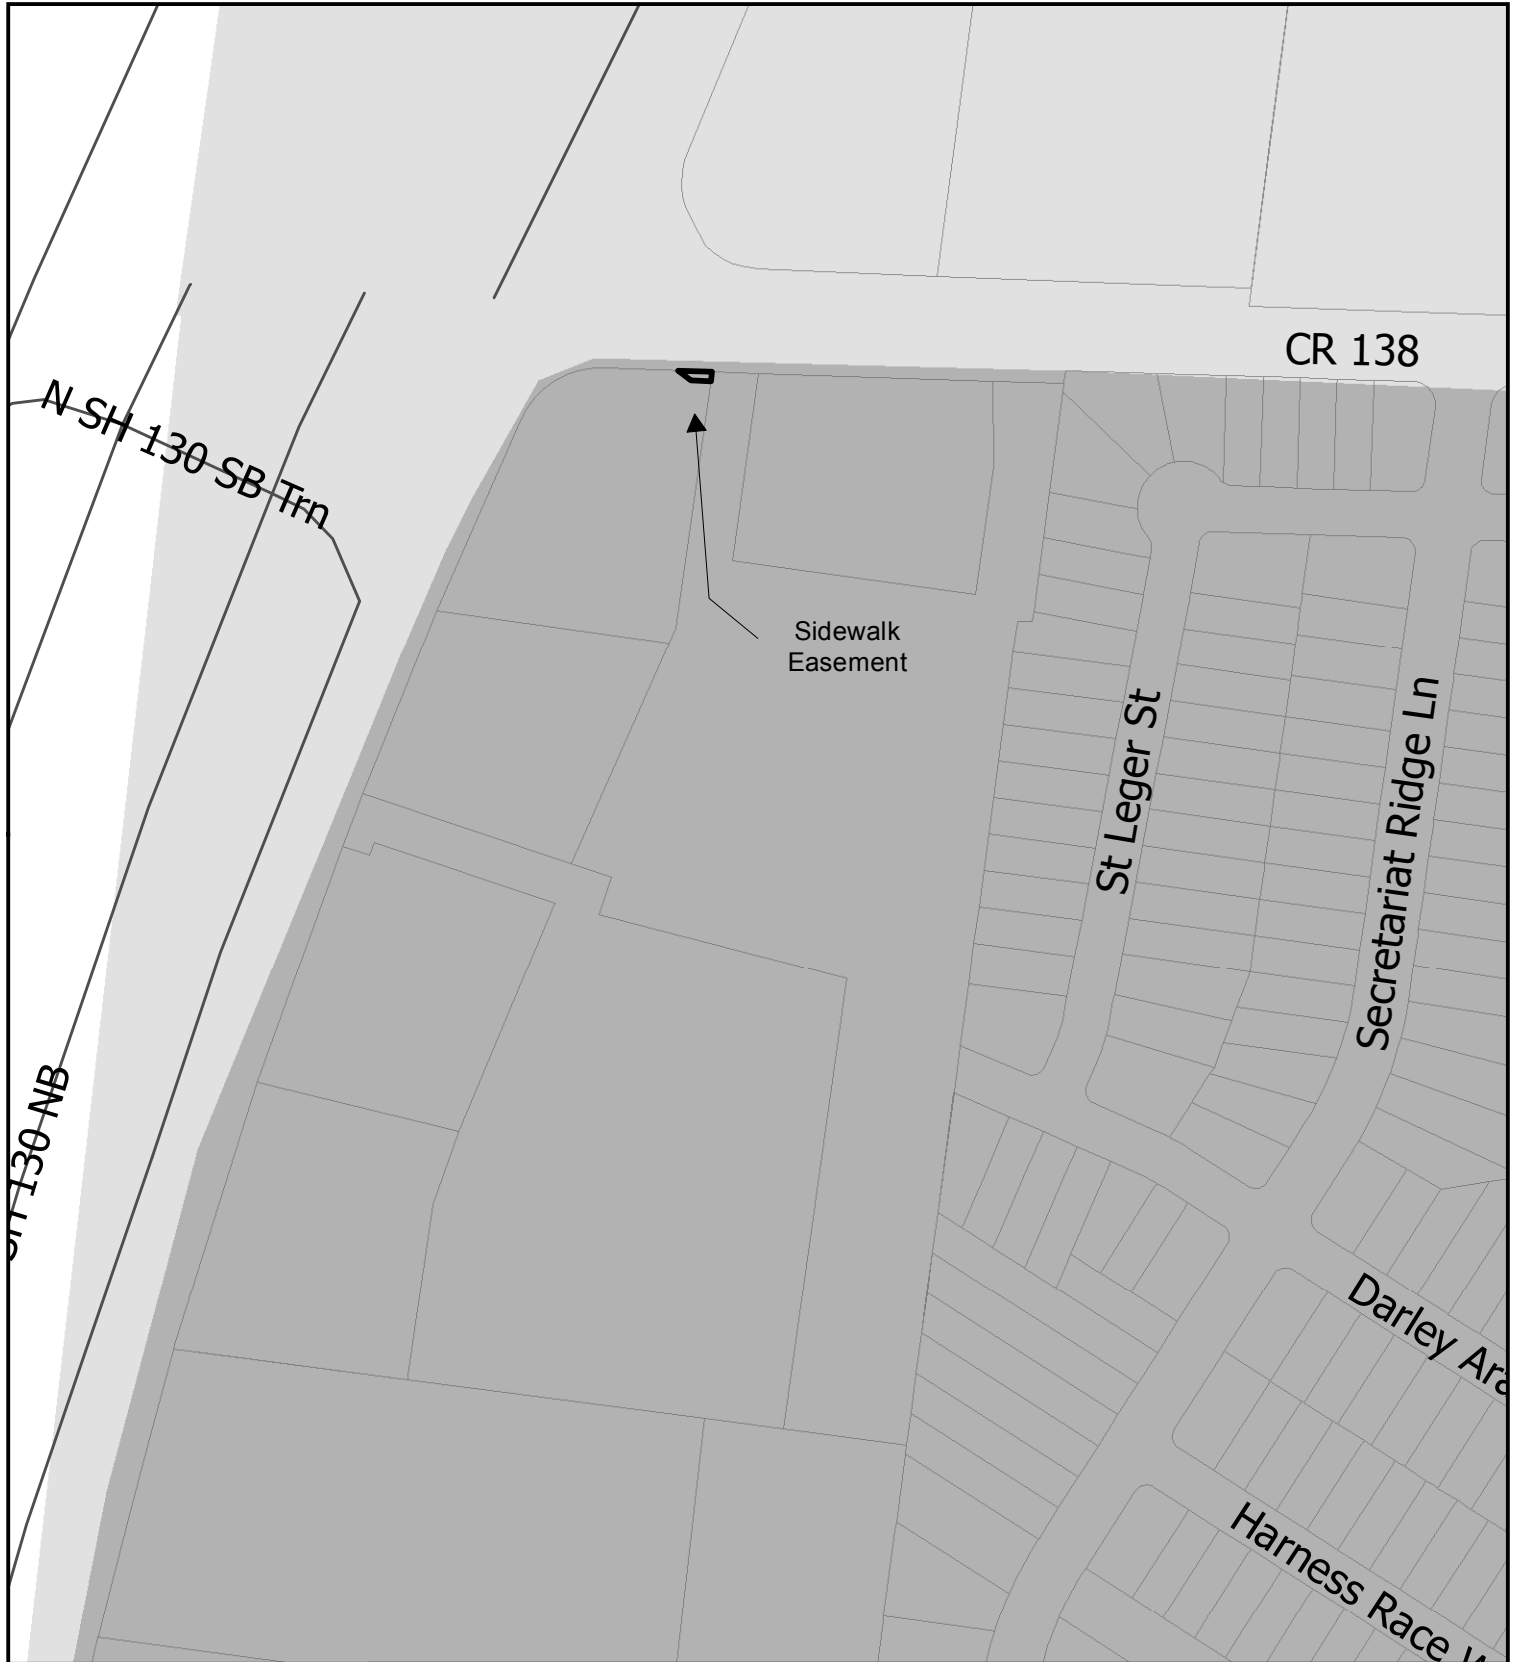 CR 138
N SH 130 SB Trn
Sidewalk
Easement
St Leger St
Secretariat Ridge Ln
SH 130 NB
Darley Ara
Harness Race W